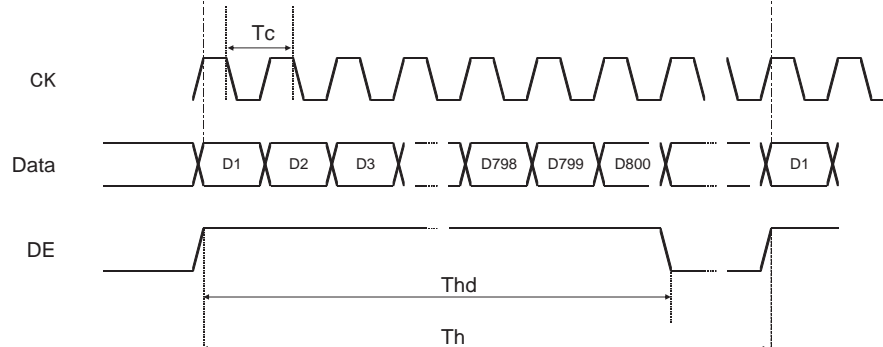 Tc
CK
Data
D1 D2 D3 D798 D799 D800 D1
DE
Thd
Th